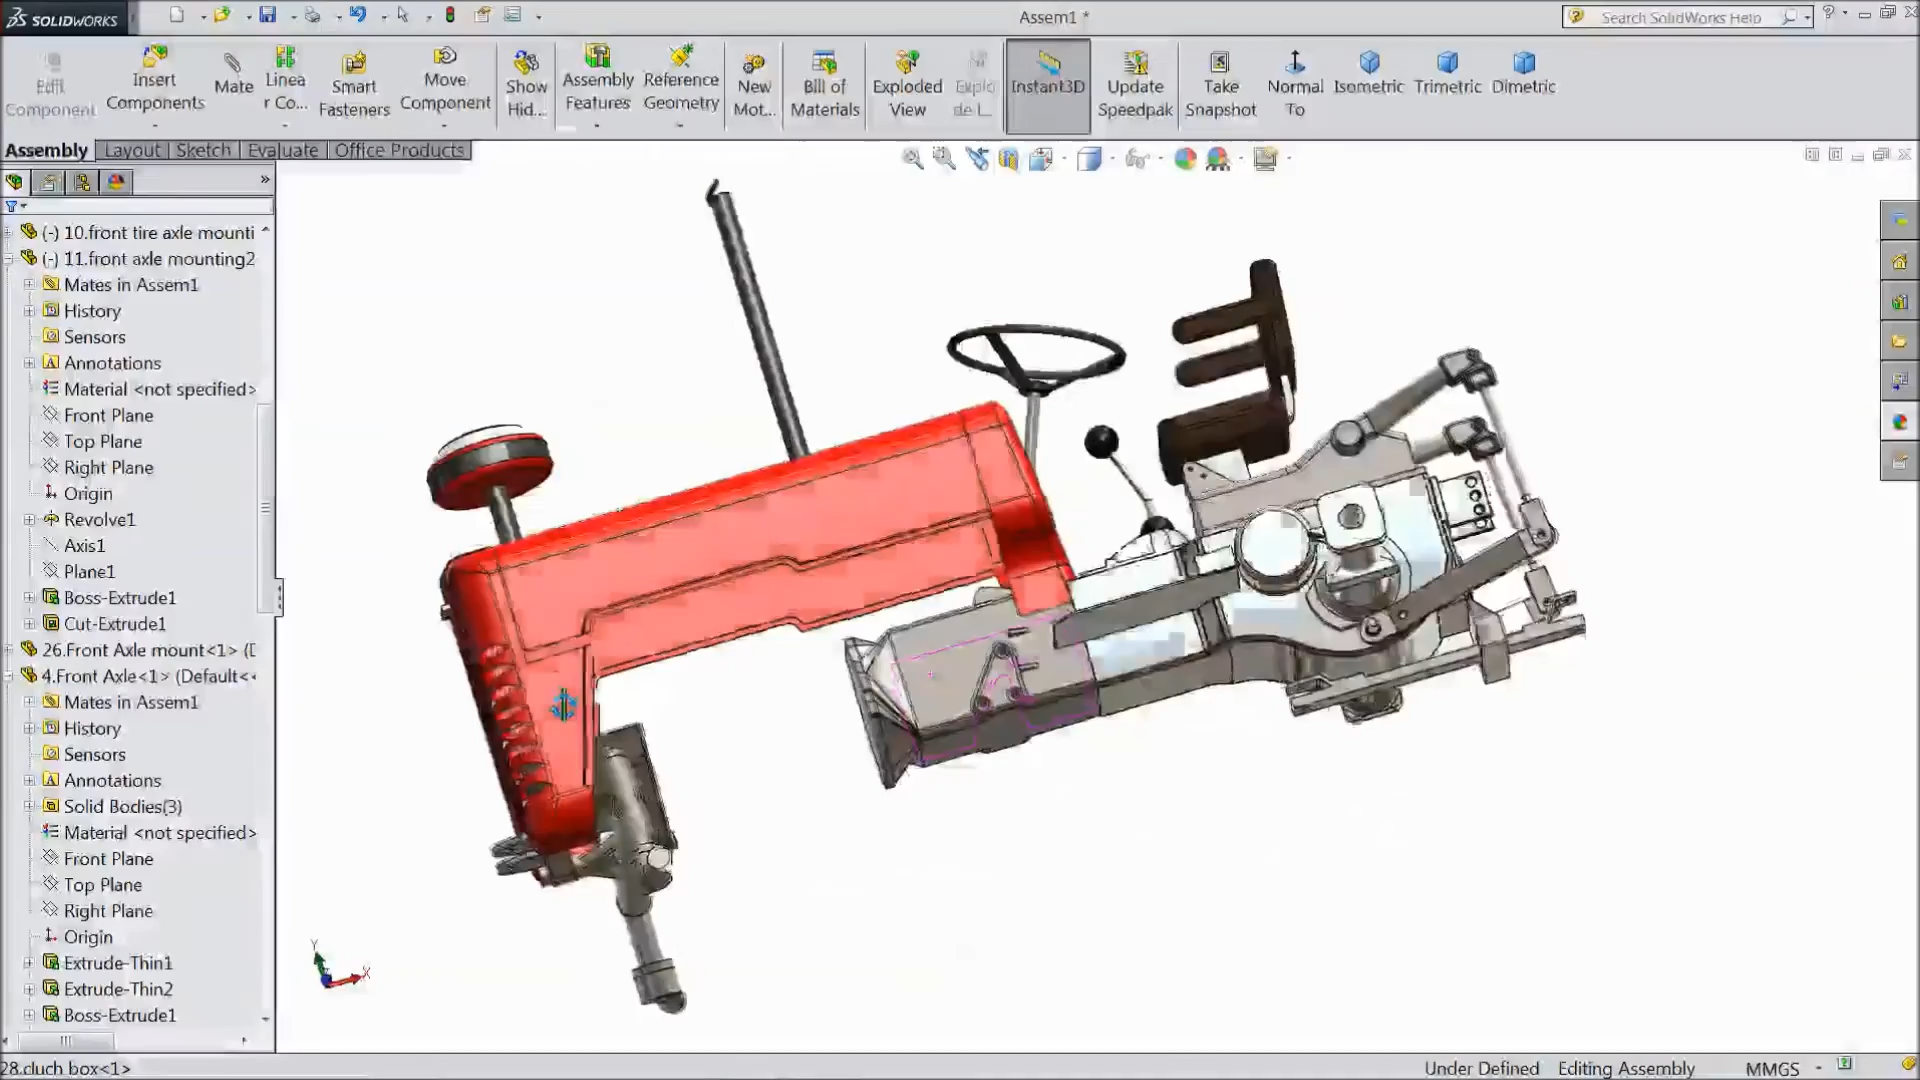 SOLIDWORKS
Assem1 *
Search SolidWorks Help
Edit Component
Insert Components
Mate
Linea r Co...
Smart Fasteners
Move Component
Show Hid...
Assembly Features
Reference Geometry
New Mot...
Bill of Materials
Exploded View
Explo de L...
Instant3D
Update Speedpak
Take Snapshot
Normal To
Isometric
Trimetric
Dimetric
Assembly Layout Sketch Evaluate Office Products
(-) 10.front tire axle mounti
(-) 11.front axle mounting2
Mates in Assem1
History
Sensors
Annotations
Material <not specified>
Front Plane
Top Plane
Right Plane
Origin
Revolve1
Axis1
Plane1
Boss-Extrude1
Cut-Extrude1
26.Front Axle mount<1> ([
4.Front Axle<1> (Default<<
Mates in Assem1
History
Sensors
Annotations
Solid Bodies(3)
Material <not specified>
Front Plane
Top Plane
Right Plane
Origin
Extrude-Thin1
Extrude-Thin2
Boss-Extrude1
Y
X
28.cluch box<1>
Under Defined
Editing Assembly
MMGS